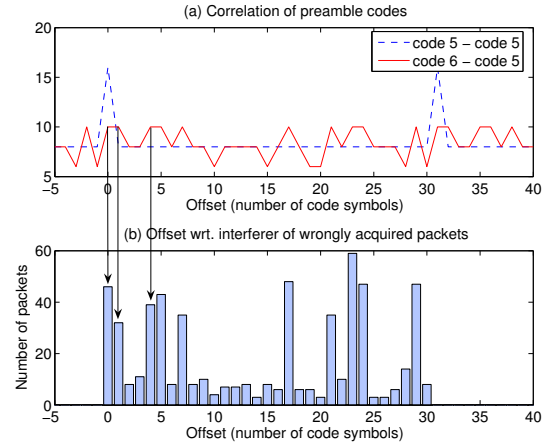 (a) Correlation of preamble codes
20
15
10
5
code 5 − code 5
code 6 − code 5
−5 0 5 10 15 20 25 30 35 40
Offset (number of code symbols)
(b) Offset wrt. interferer of wrongly acquired packets
Number of packets
60
40
20
0
−5 0 5 10 15 20 25 30 35 40
Offset (number of code symbols)